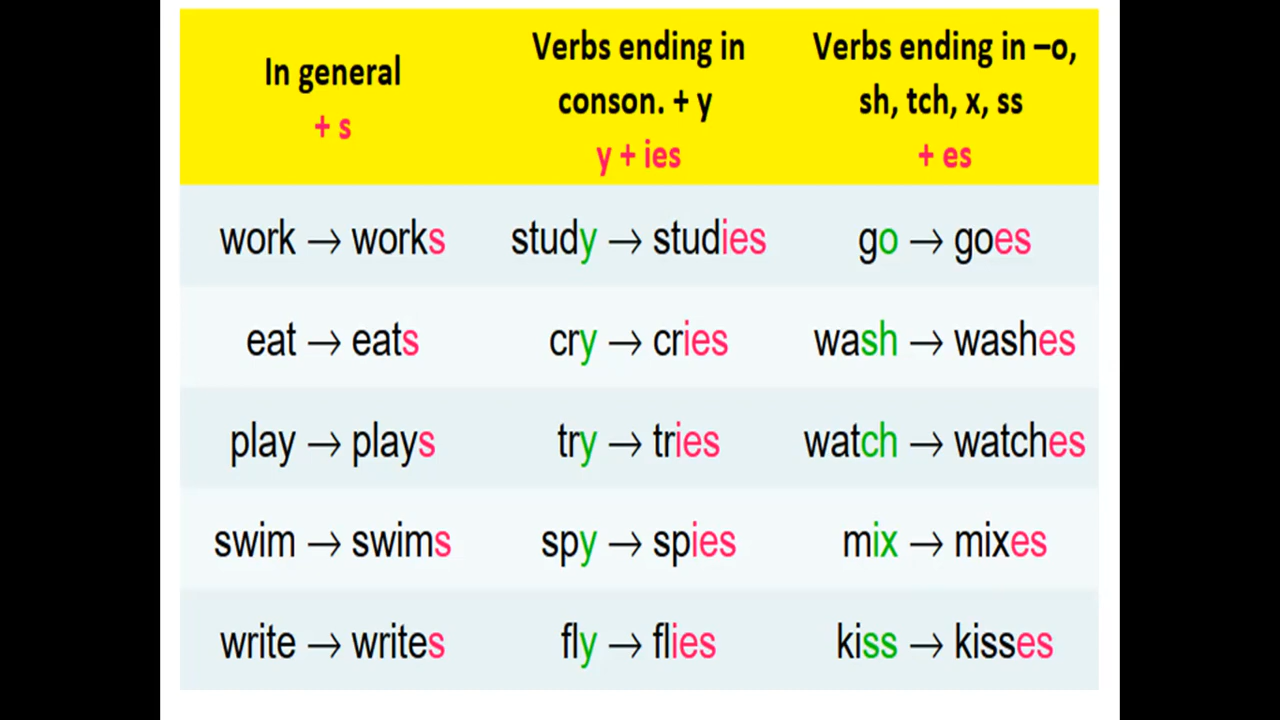 In general
+ s
Verbs ending in
conson. + y
y + ies
Verbs ending in –o,
sh, tch, x, ss
+ es
work → works
study → studies
go → goes
eat → eats
cry → cries
wash → washes
play → plays
try → tries
watch → watches
swim → swims
spy → spies
mix → mixes
write → writes
fly → flies
kiss → kisses